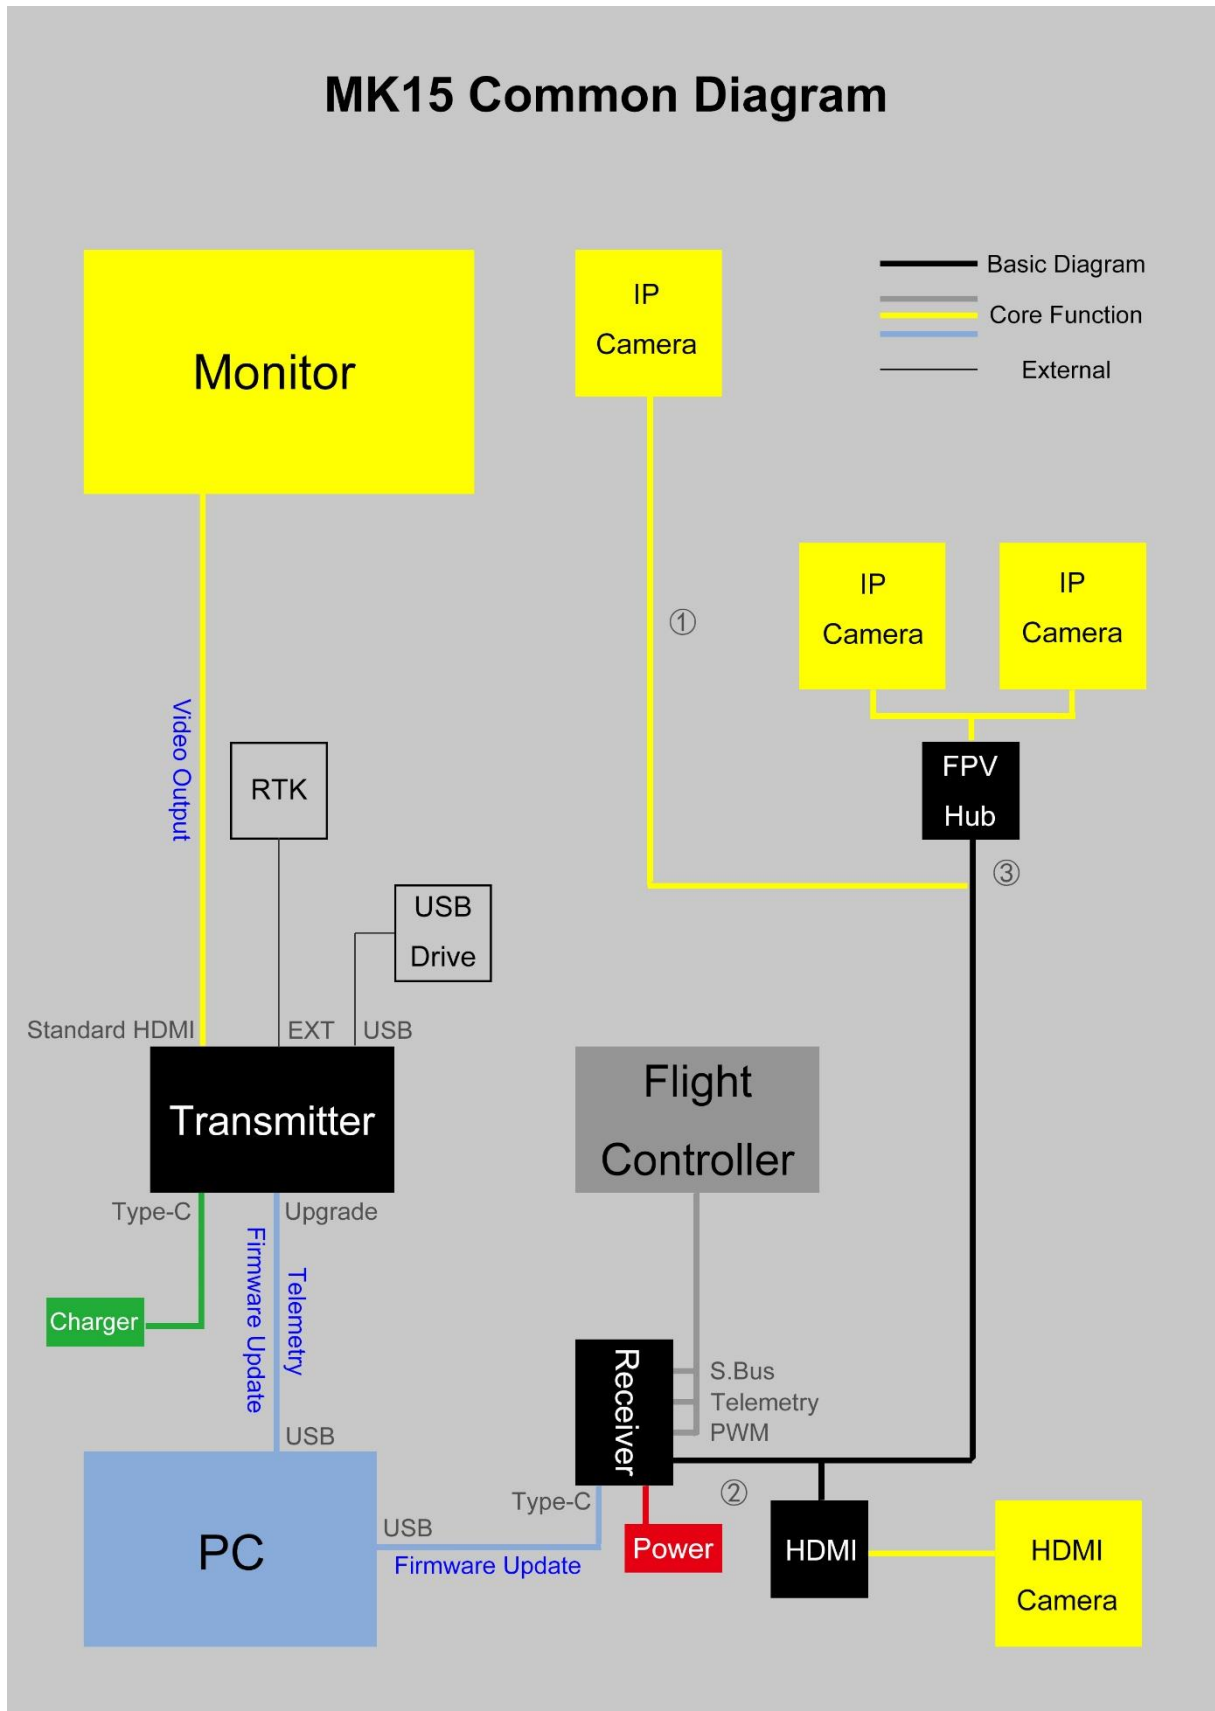 MK15 Common Diagram
Monitor
IP
Camera
Basic Diagram
Core Function
External
IP
Camera
IP
Camera
①
Video Output
RTK
FPV
Hub
③
USB
Drive
Standard HDMI
EXT
USB
Transmitter
Flight
Controller
Type-C
Upgrade
Firmware Update
Telemetry
Charger
Receiver
S.Bus
Telemetry
PWM
USB
PC
USB
Firmware Update
Type-C
②
Power
HDMI
HDMI
Camera